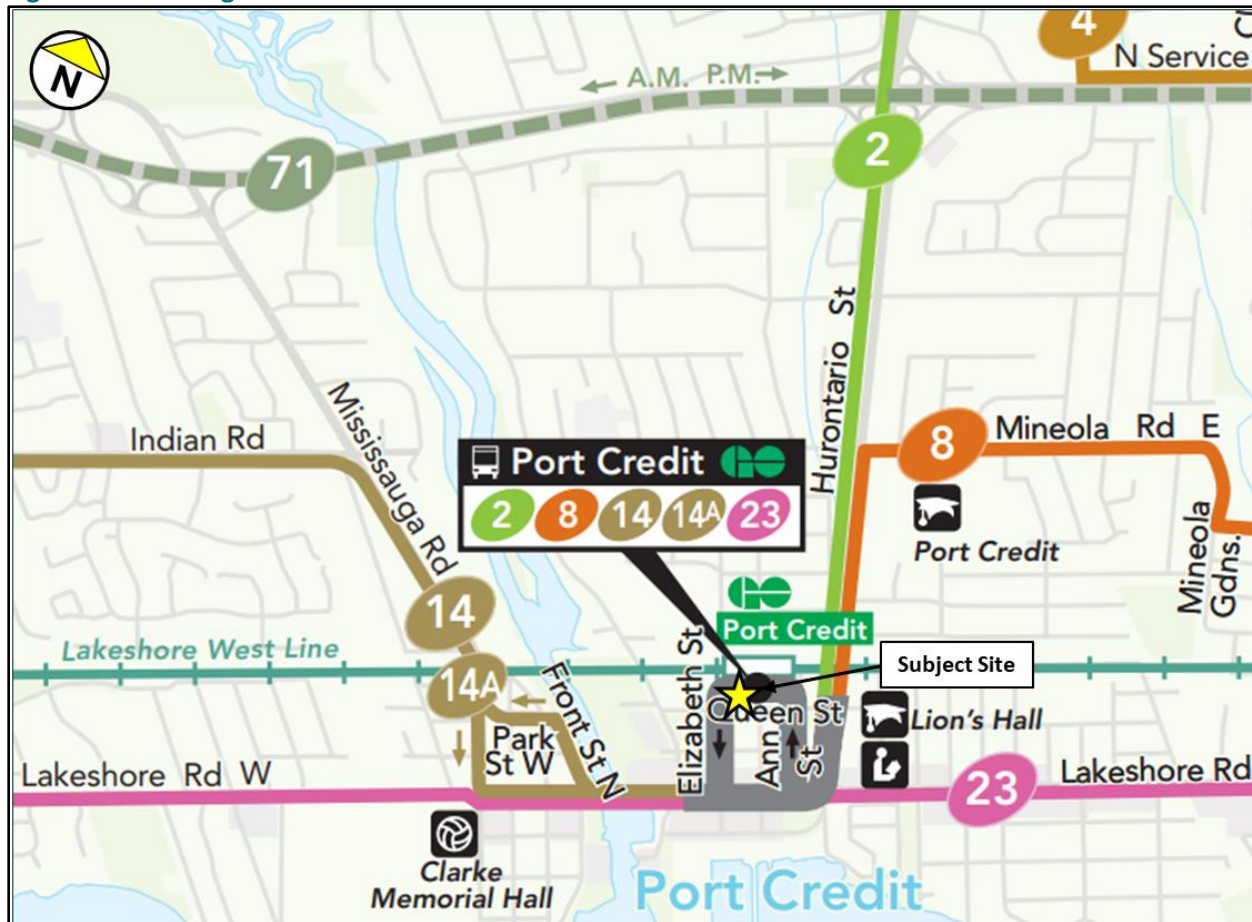 N
4
N Service
A.M. P.M.
2
71
Hurontario St
Mississauga Rd
Indian Rd
8
Mineola Rd E
Port Credit GO
2 8 14 14A 23
Port Credit
Mineola
Gdns.
14
GO
Port Credit
Lakeshore West Line
Subject Site
14A
Front St N
Elizabeth St
Queen St
Ann
St
Lion's Hall
Park
St W
Lakeshore Rd W
23
Lakeshore Rd
Clarke
Memorial Hall
Port Credit